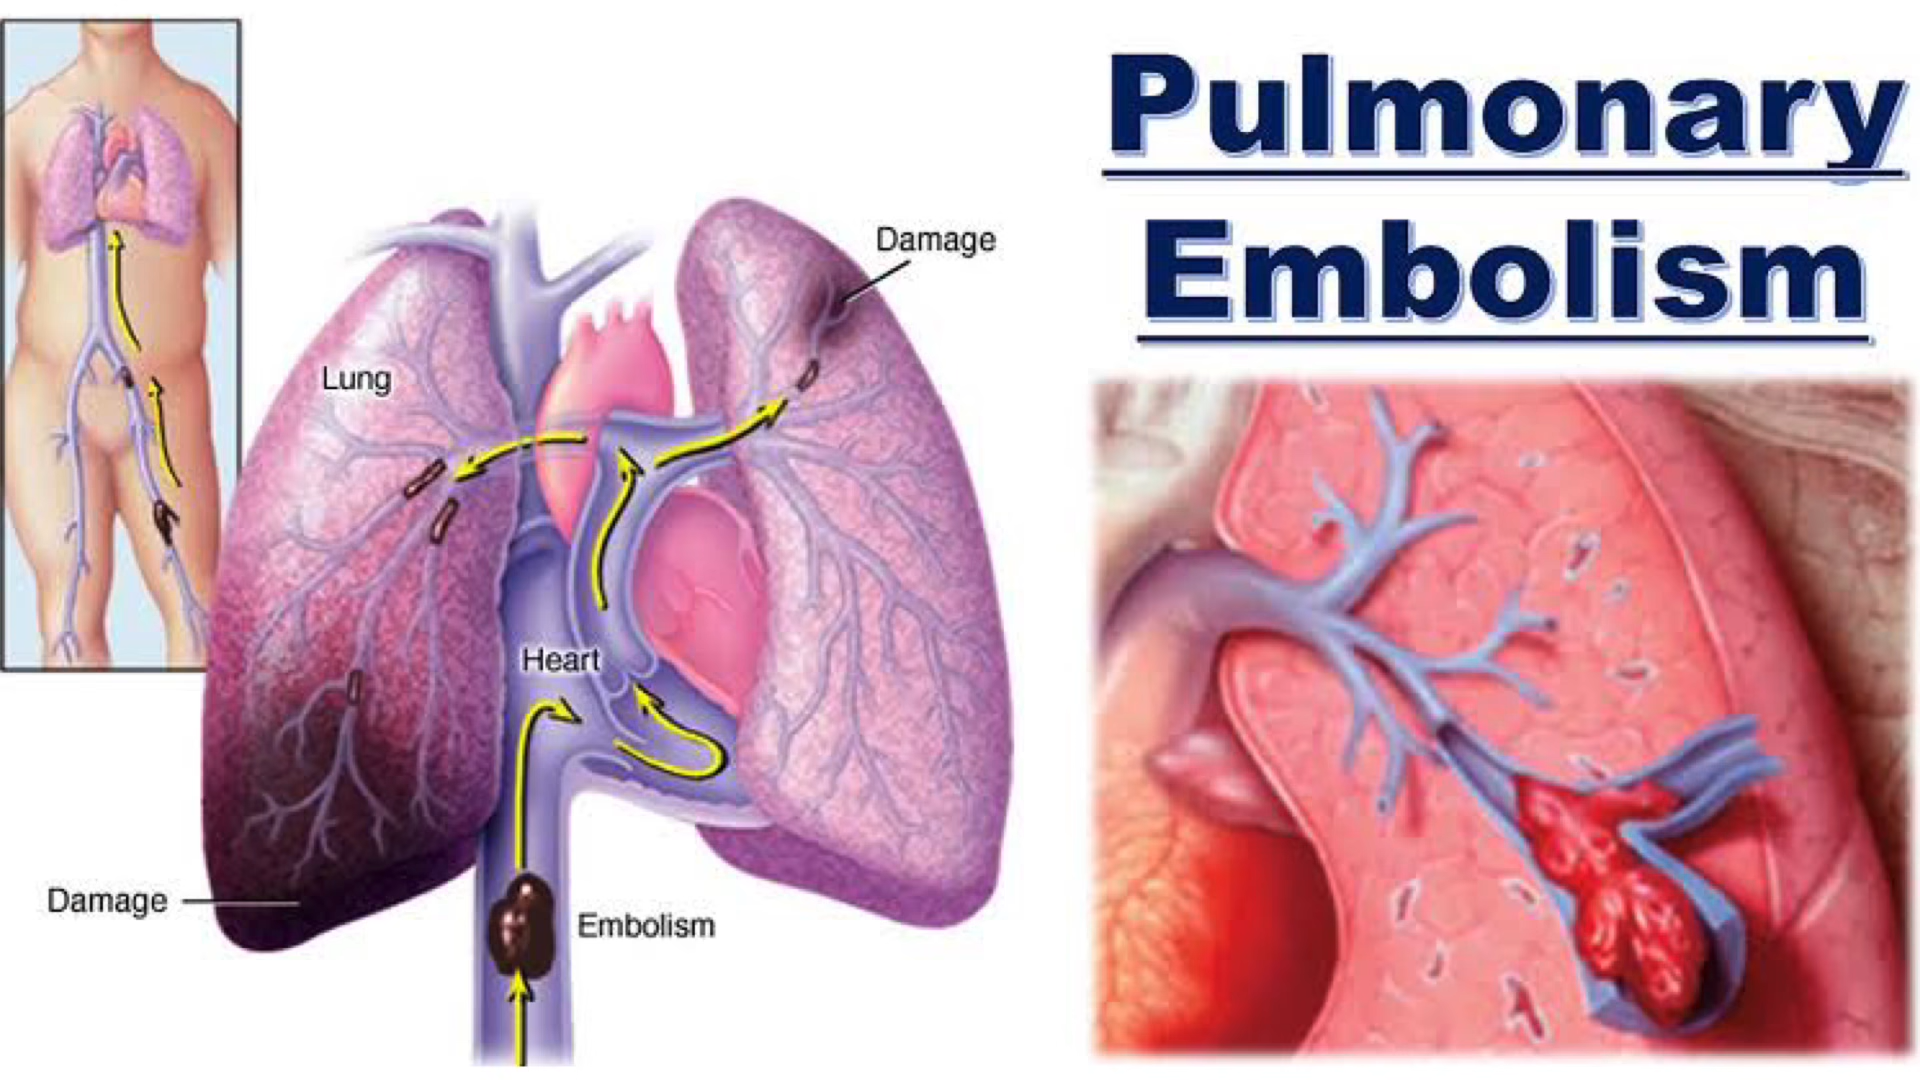 Pulmonary
Embolism
Damage
Lung
Heart
Damage
Embolism